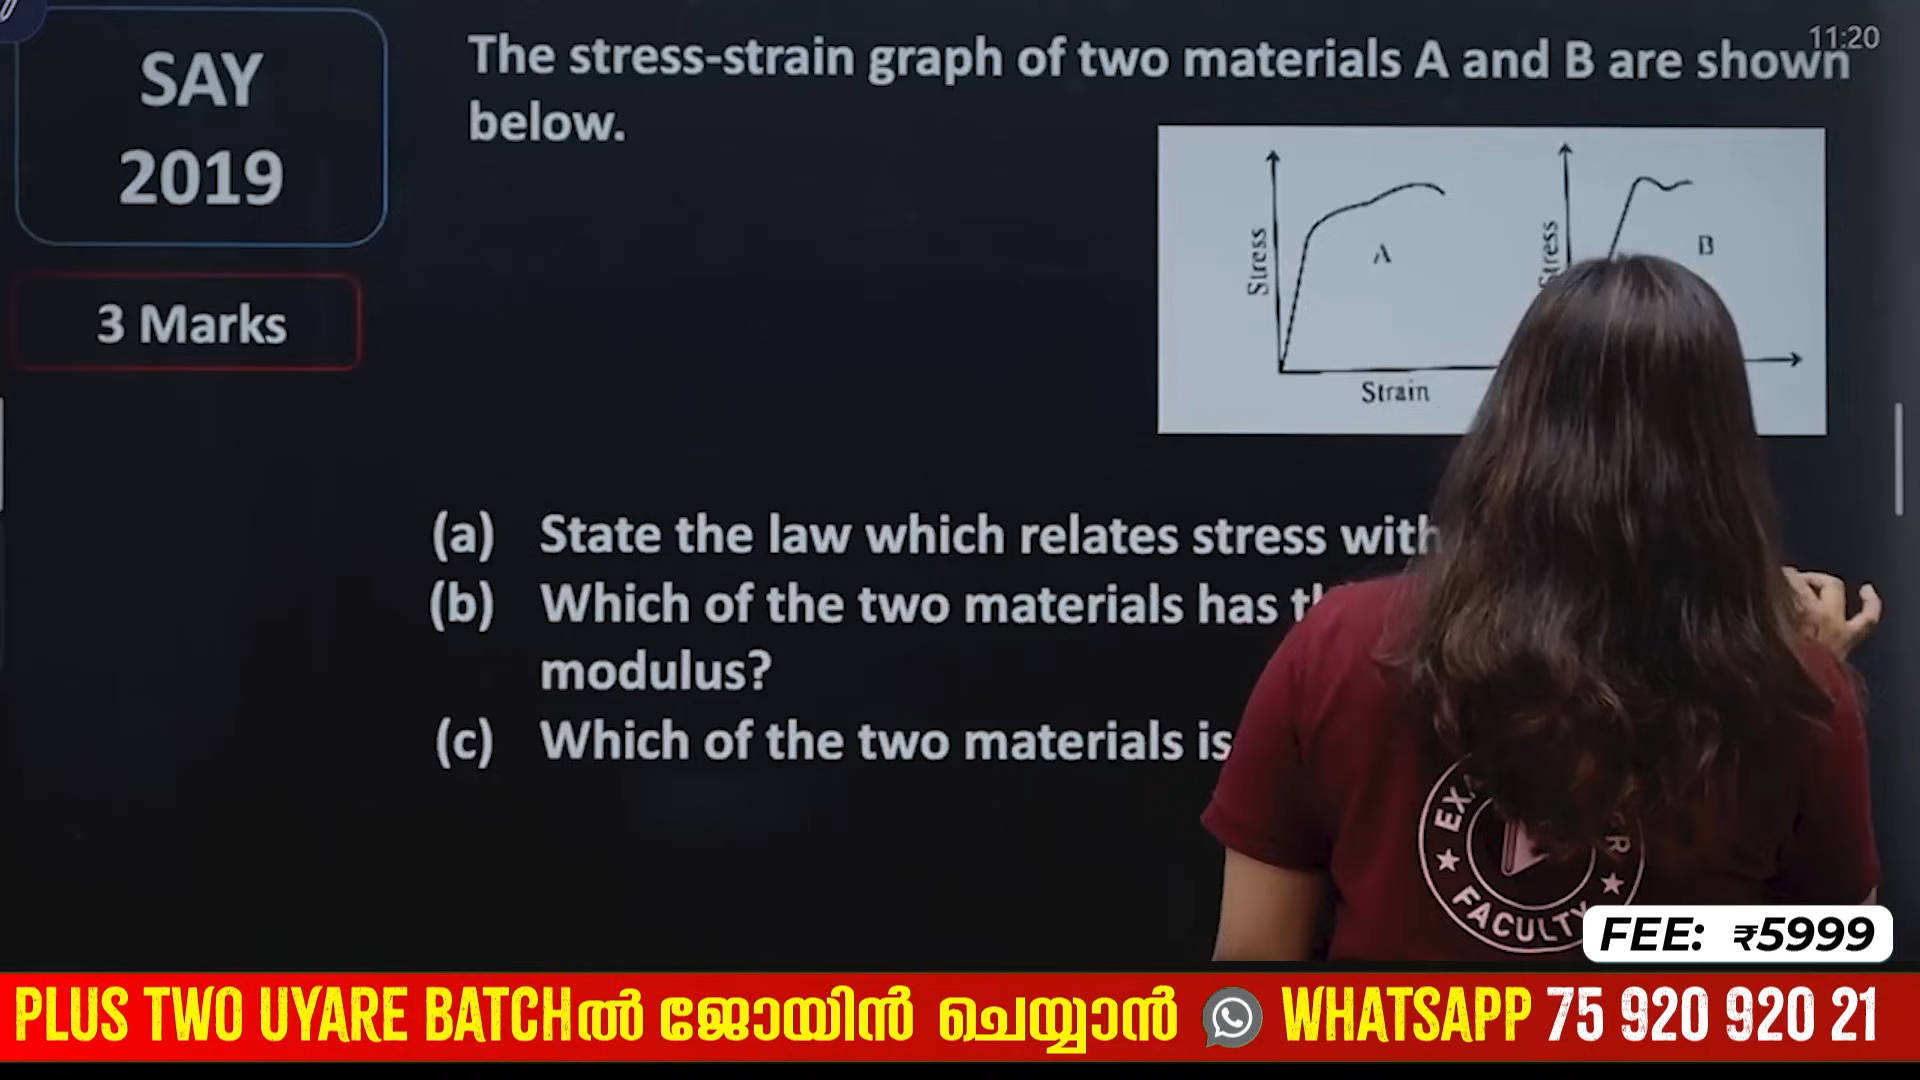 SAY
2019
3 Marks
11:20
The stress-strain graph of two materials A and B are shown
below.
Stress
A
Strain
Stress
B
(a) State the law which relates stress with
(b) Which of the two materials has
modulus?
(c) Which of the two materials is
FACULTY
FEE: ₹5999
PLUS TWO UYARE BATCHൽ ജോയിൻ ചെയ്യാൻ WHATSAPP 75 920 920 21